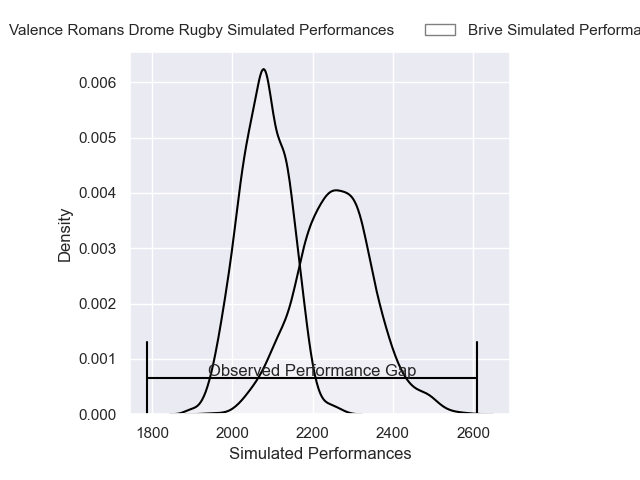 Valence Romans Drome Rugby Simulated Performances
Brive Simulated Performa
0.006
0.005
0.004
0.003
0.002
0.001
0.000
Density
Observed Performance Gap
1800 2000 2200 2400 2600
Simulated Performances